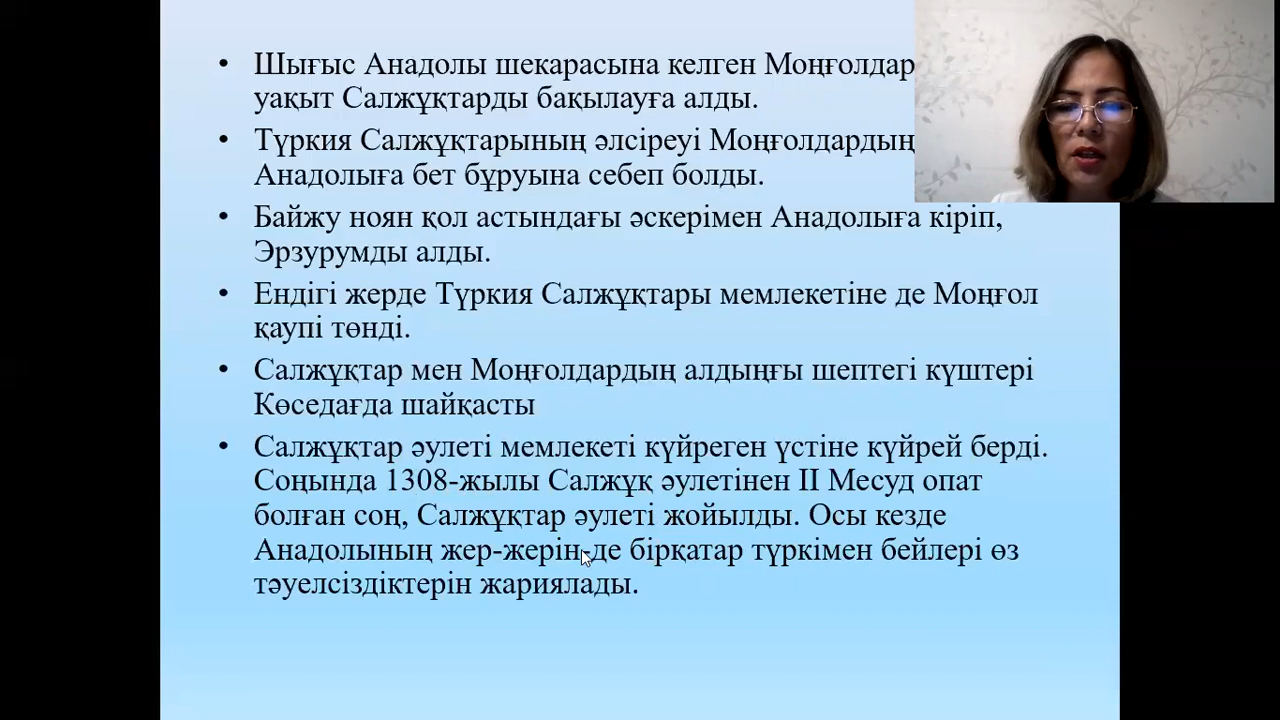 • Шығыс Анадолы шекарасына келген Моңғолдар
уақыт Салжұқтарды бақылауға алды.
• Түркия Салжұқтарының әлсіреуі Моңғолдардың
Анадолыға бет бұруына себеп болды.
• Байжу ноян қол астындағы әскерімен Анадолыға кіріп,
Эрзурумды алды.
• Ендігі жерде Түркия Салжұқтары мемлекетіне де Моңғол
қаупі төнді.
• Салжұқтар мен Моңғолдардың алдыңғы шептегі күштері
Көседағда шайқасты
• Салжұқтар әулеті мемлекеті күйреген үстіне күйрей берді.
Соңында 1308-жылы Салжұқ әулетінен II Месуд опат
болған соң, Салжұқтар әулеті жойылды. Осы кезде
Анадолының жер-жерін-де бірқатар түркімен бейлері өз
тәуелсіздіктерін жариялады.